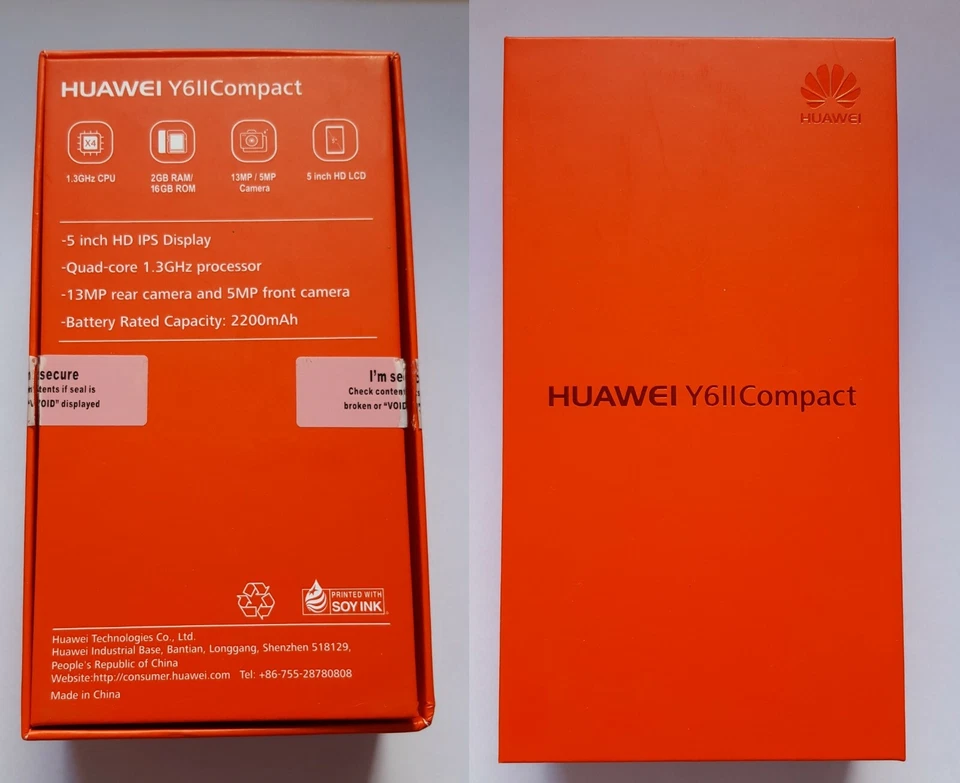 HUAWEI Y6IICompact
X4
1.3GHz CPU
2GB RAM/
16GB ROM
13MP / 5MP
Camera
5 inch HD LCD
-5 inch HD IPS Display
-Quad-core 1.3GHz processor
-13MP rear camera and 5MP front camera
-Battery Rated Capacity: 2200mAh
secure
if seal is
"VOID" displayed
I'm
Check
broken or "VOID
PRINTED WITH
SOY INK
Huawei Technologies Co., Ltd.
Huawei Industrial Base, Bantian, Longgang, Shenzhen 518129,
People's Republic of China
Website:http://consumer.huawei.com Tel: +86-755-28780808
Made in China
HUAWEI
HUAWEI Y6IICompact